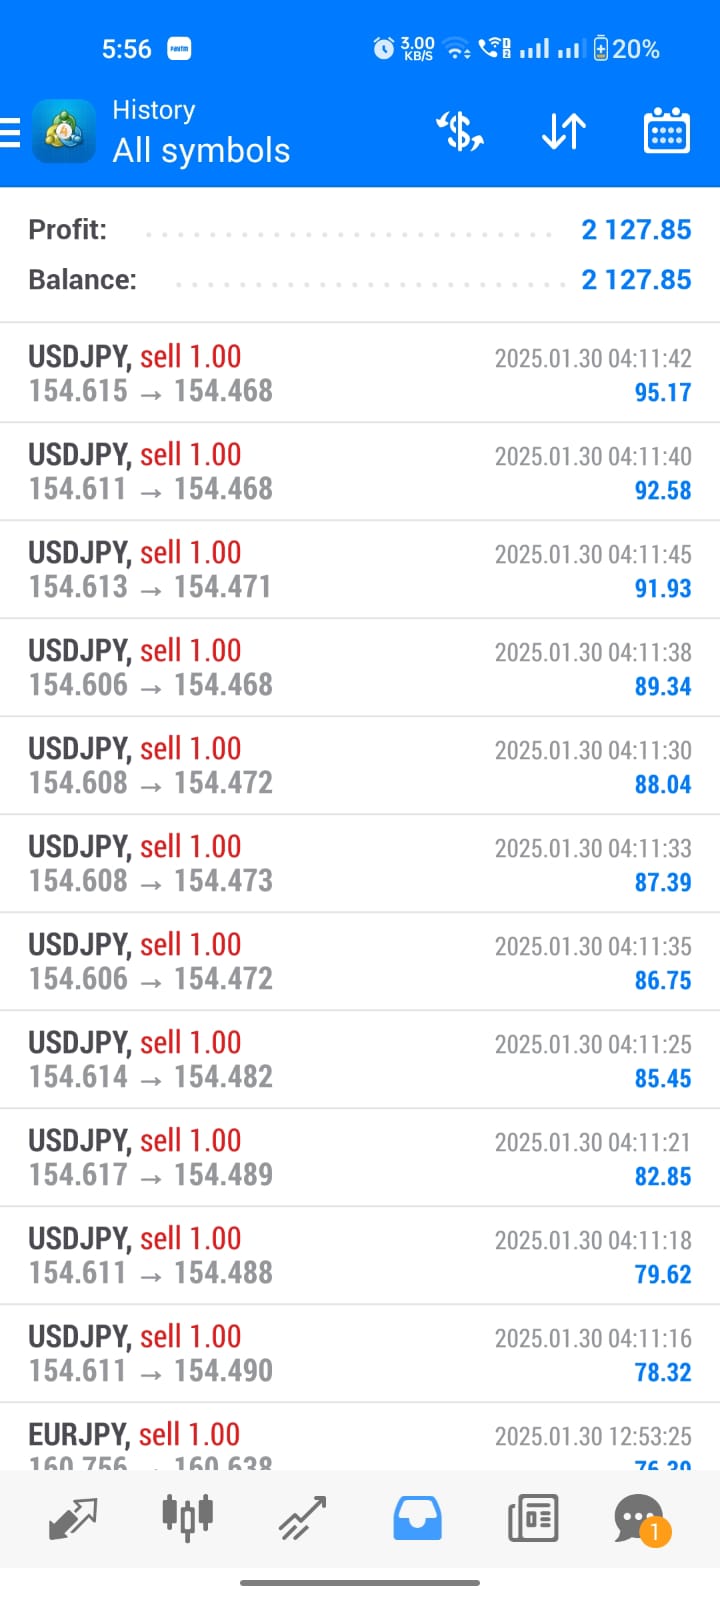 5:56 Paytm 3.00 KB/S 20%
History
All symbols
Profit: 2 127.85
Balance: 2 127.85
USDJPY, sell 1.00 2025.01.30 04:11:42
154.615 → 154.468 95.17
USDJPY, sell 1.00 2025.01.30 04:11:40
154.611 → 154.468 92.58
USDJPY, sell 1.00 2025.01.30 04:11:45
154.613 → 154.471 91.93
USDJPY, sell 1.00 2025.01.30 04:11:38
154.606 → 154.468 89.34
USDJPY, sell 1.00 2025.01.30 04:11:30
154.608 → 154.472 88.04
USDJPY, sell 1.00 2025.01.30 04:11:33
154.608 → 154.473 87.39
USDJPY, sell 1.00 2025.01.30 04:11:35
154.606 → 154.472 86.75
USDJPY, sell 1.00 2025.01.30 04:11:25
154.614 → 154.482 85.45
USDJPY, sell 1.00 2025.01.30 04:11:21
154.617 → 154.489 82.85
USDJPY, sell 1.00 2025.01.30 04:11:18
154.611 → 154.488 79.62
USDJPY, sell 1.00 2025.01.30 04:11:16
154.611 → 154.490 78.32
EURJPY, sell 1.00 2025.01.30 12:53:25
160.756 → 160.638
1